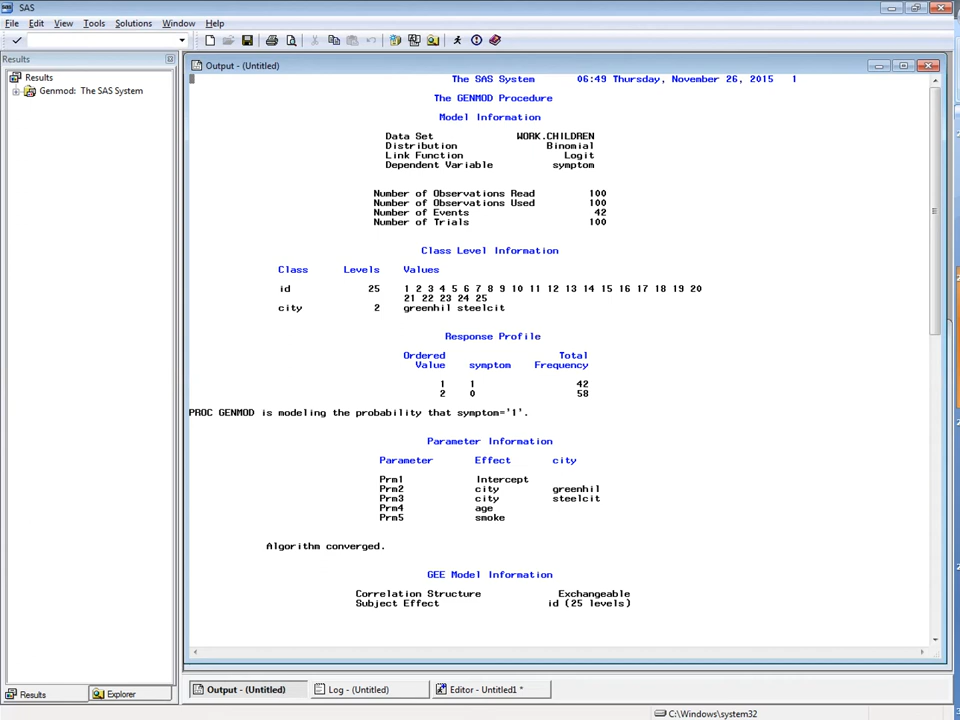 SAS
File Edit View Tools Solutions Window Help
Results
Results
Genmod: The SAS System
Output - (Untitled)
The SAS System 06:49 Thursday, November 26, 2015 1
The GENMOD Procedure
Model Information
Data Set WORK.CHILDREN
Distribution Binomial
Link Function Logit
Dependent Variable symptom
Number of Observations Read 100
Number of Observations Used 100
Number of Events 42
Number of Trials 100
Class Level Information
Class Levels Values
id 25 1 2 3 4 5 6 7 8 9 10 11 12 13 14 15 16 17 18 19 20
21 22 23 24 25
city 2 greenhil steelcit
Response Profile
Ordered Total
Value symptom Frequency
1 1 42
2 0 58
PROC GENMOD is modeling the probability that symptom='1'.
Parameter Information
Parameter Effect city
Prm1 Intercept
Prm2 city greenhil
Prm3 city steelcit
Prm4 age
Prm5 smoke
Algorithm converged.
GEE Model Information
Correlation Structure Exchangeable
Subject Effect id (25 levels)
Results Explorer Output - (Untitled) Log - (Untitled) Editor - Untitled1 *
C:\Windows\system32